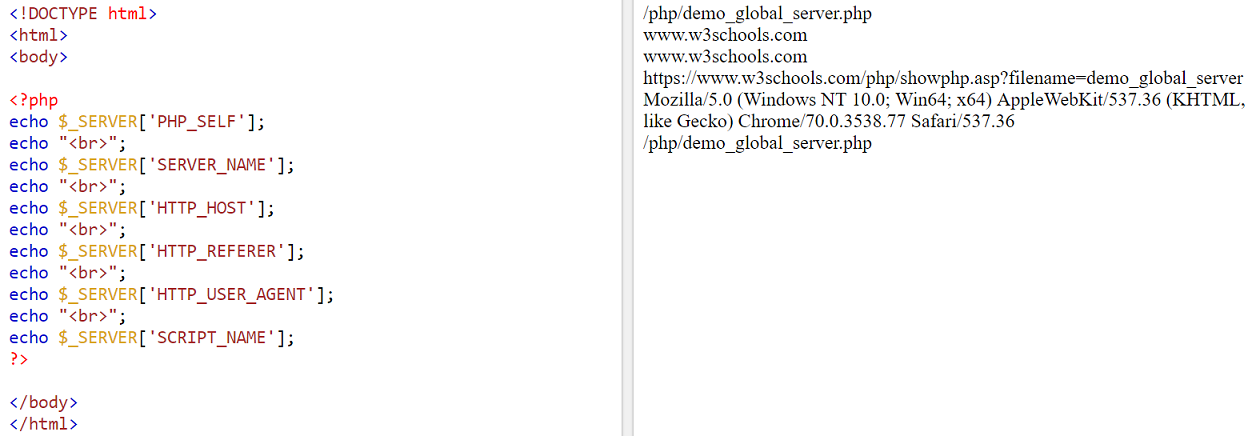 <!DOCTYPE html>
<html>
<body>
<?php
echo $_SERVER['PHP_SELF'];
echo "<br>";
echo $_SERVER['SERVER_NAME'];
echo "<br>";
echo $_SERVER['HTTP_HOST'];
echo "<br>";
echo $_SERVER['HTTP_REFERER'];
echo "<br>";
echo $_SERVER['HTTP_USER_AGENT'];
echo "<br>";
echo $_SERVER['SCRIPT_NAME'];
?>
</body>
</html>
/php/demo_global_server.php
www.w3schools.com
www.w3schools.com
https://www.w3schools.com/php/showphp.asp?filename=demo_global_server
Mozilla/5.0 (Windows NT 10.0; Win64; x64) AppleWebKit/537.36 (KHTML,
like Gecko) Chrome/70.0.3538.77 Safari/537.36
/php/demo_global_server.php